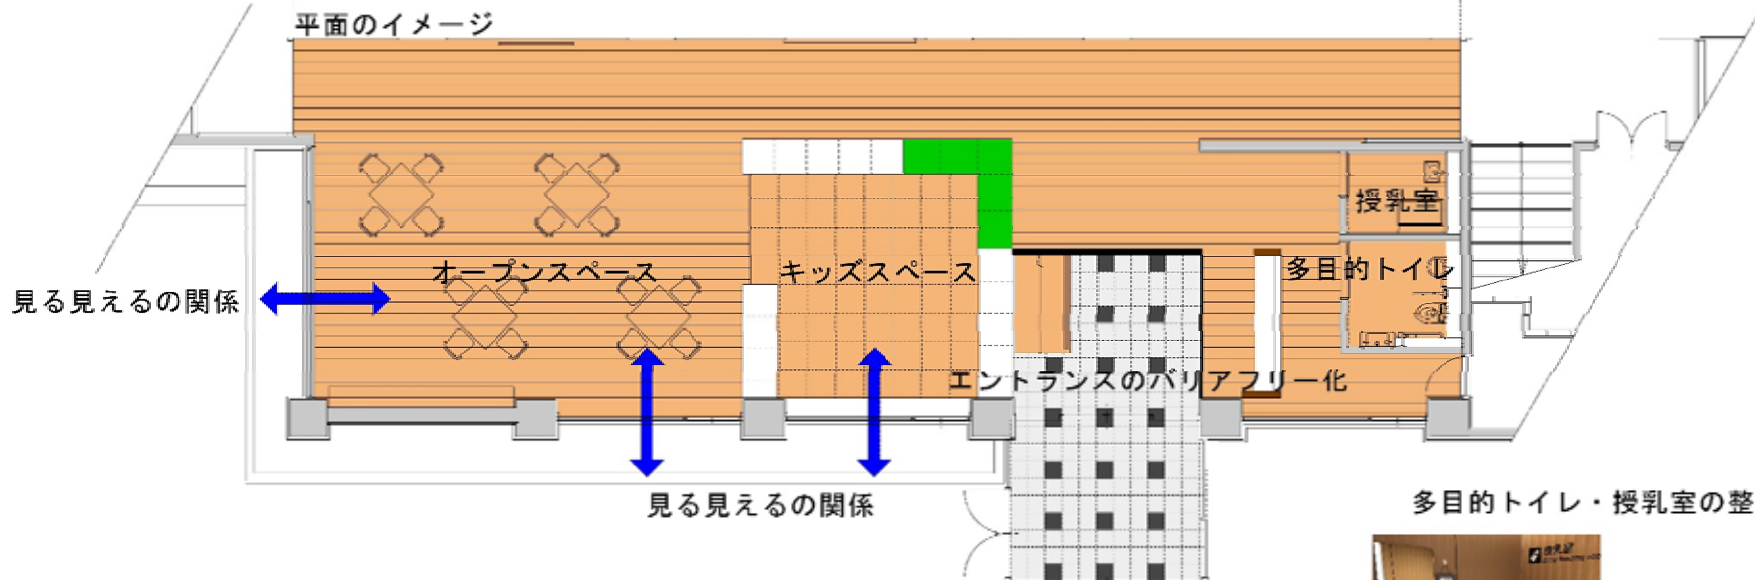 平面のイメージ
授乳室
オープンスペース
キッズスペース
多目的トイレ
見る見えるの関係
エントランスのバリアフリー化
見る見えるの関係
多目的トイレ・授乳室の整
授乳室